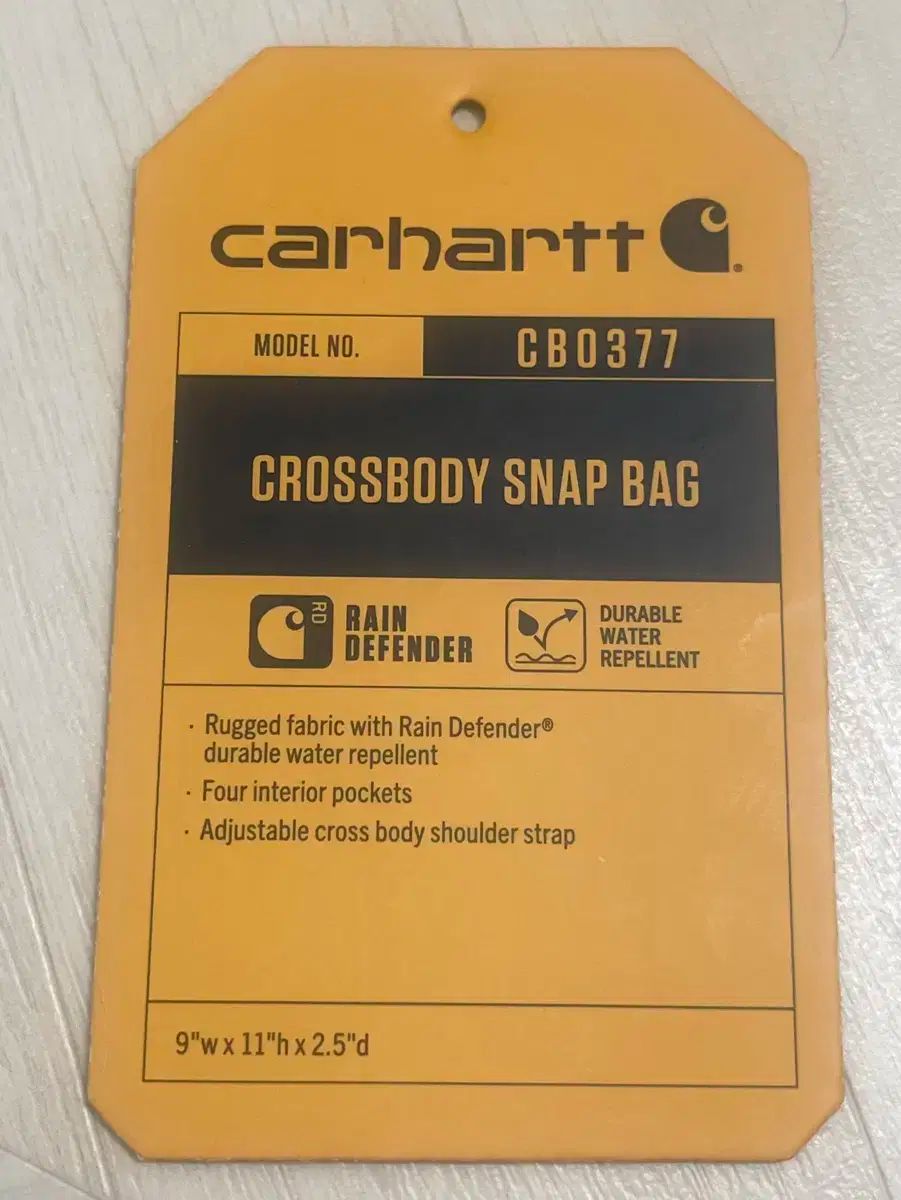 carhartt
MODEL NO. CB0377
CROSSBODY SNAP BAG
RD
RAIN
DEFENDER
DURABLE
WATER
REPELLENT
· Rugged fabric with Rain Defender®
durable water repellent
· Four interior pockets
· Adjustable cross body shoulder strap
9"w x 11"h x 2.5"d